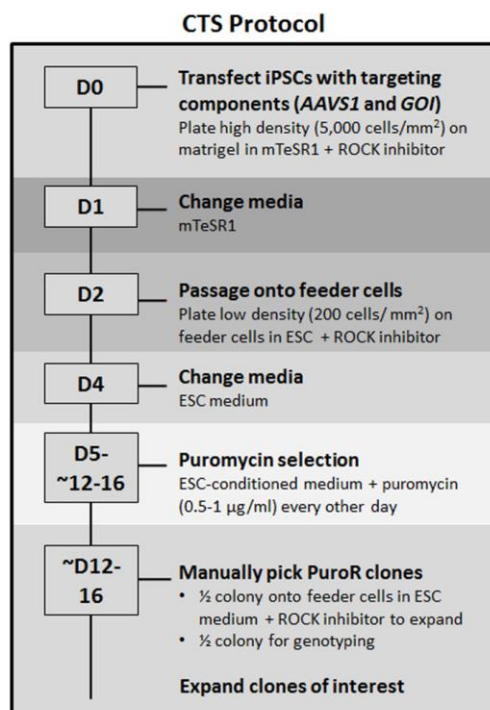 CTS Protocol
D0
Transfect iPSCs with targeting
components (AAVS1 and GOI)
Plate high density (5,000 cells/mm²) on
matrigel in mTeSR1 + ROCK inhibitor
D1
Change media
mTeSR1
D2
Passage onto feeder cells
Plate low density (200 cells/ mm²) on
feeder cells in ESC + ROCK inhibitor
D4
Change media
ESC medium
D5-
~12-16
Puromycin selection
ESC-conditioned medium + puromycin
(0.5-1 µg/ml) every other day
~D12-
16
Manually pick PuroR clones
• ½ colony onto feeder cells in ESC
medium + ROCK inhibitor to expand
• ½ colony for genotyping
Expand clones of interest